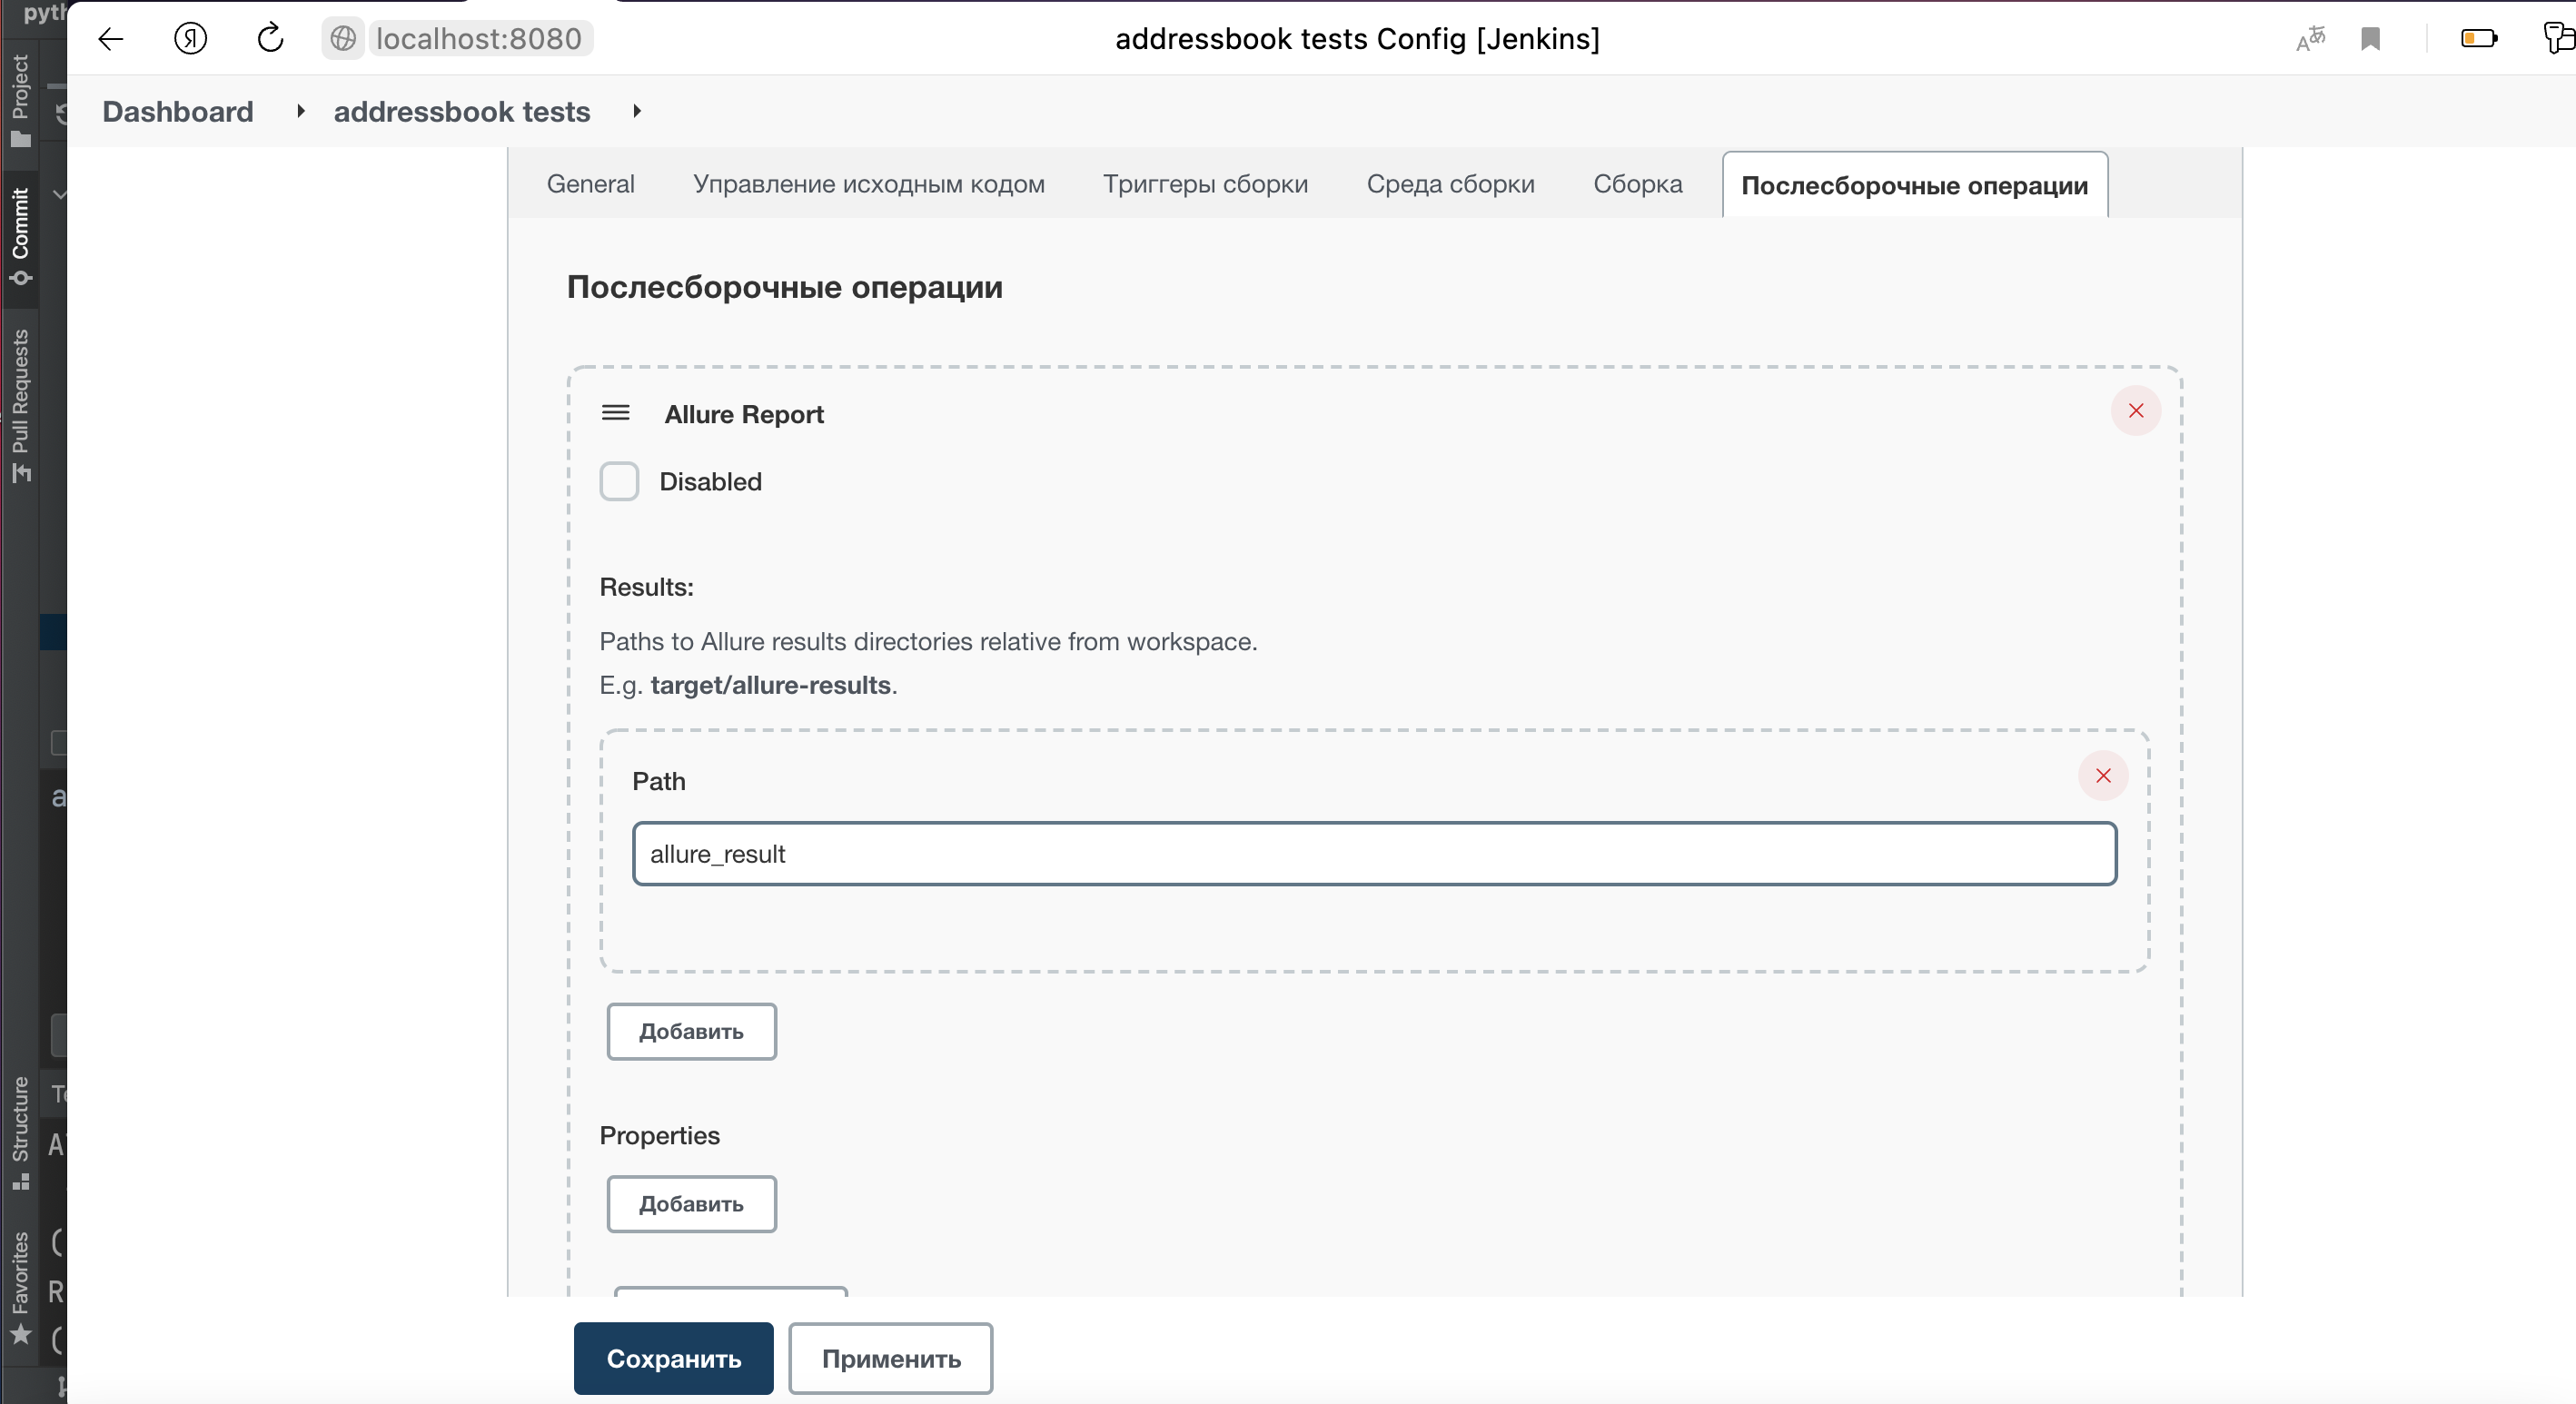 pyth
localhost:8080
addressbook tests Config [Jenkins]
Dashboard
addressbook tests
General
Управление исходным кодом
Триггеры сборки
Среда сборки
Сборка
Послесборочные операции
Послесборочные операции
Allure Report
Disabled
Results:
Paths to Allure results directories relative from workspace.
E.g. target/allure-results.
Path
allure_result
Добавить
Properties
Добавить
Сохранить
Применить
Project
Commit
Pull Requests
Structure
Favorites